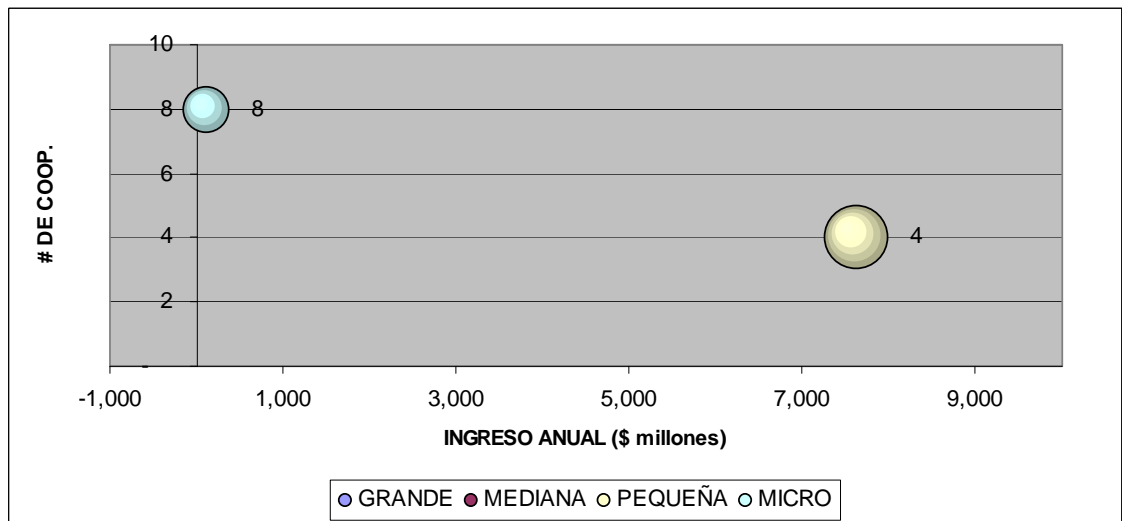 10
8
6
4
2
-
8
4
# DE COOP.
-1,000 1,000 3,000 5,000 7,000 9,000
INGRESO ANUAL ($ millones)
GRANDE MEDIANA PEQUEÑA MICRO